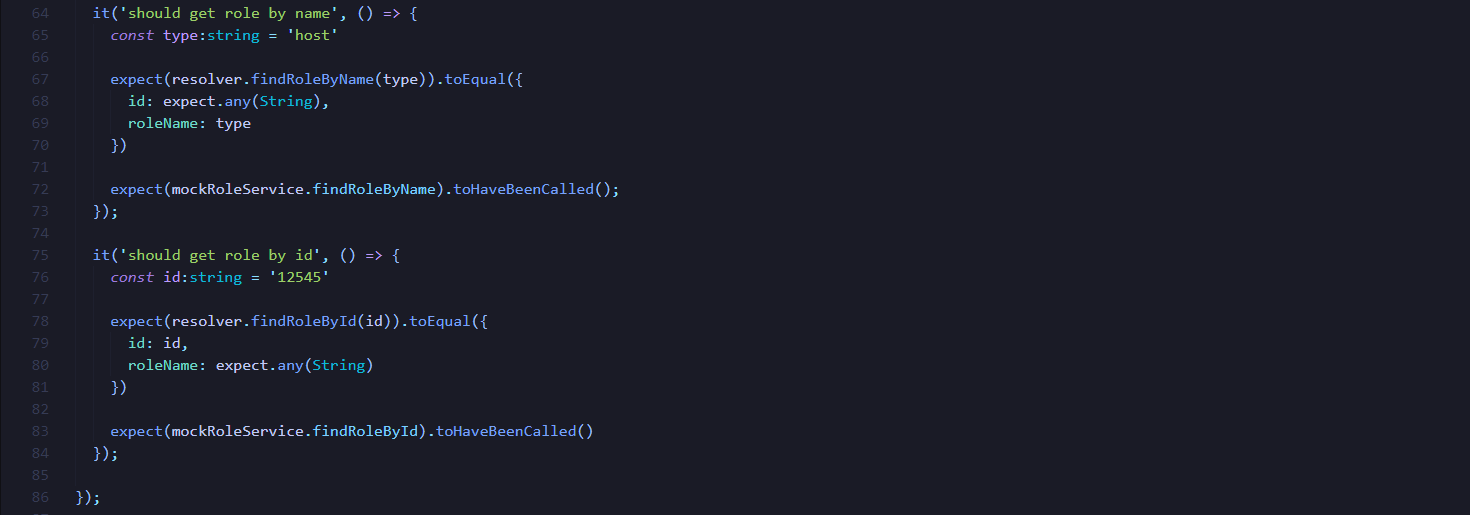 64 it('should get role by name', () => {
65 const type:string = 'host'
66
67 expect(resolver.findRoleByName(type)).toEqual({
68 id: expect.any(String),
69 roleName: type
70 })
71
72 expect(mockRoleService.findRoleByName).toHaveBeenCalled();
73 });
74
75 it('should get role by id', () => {
76 const id:string = '12545'
77
78 expect(resolver.findRoleById(id)).toEqual({
79 id: id,
80 roleName: expect.any(String)
81 })
82
83 expect(mockRoleService.findRoleById).toHaveBeenCalled()
84 });
85
86 });